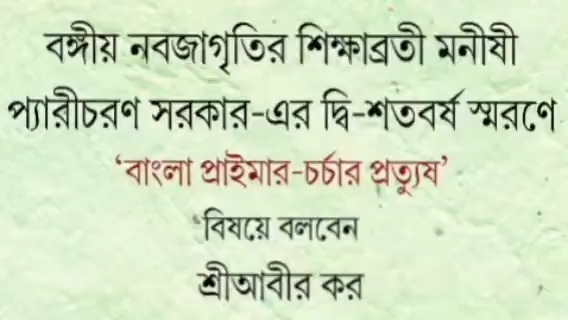 বঙ্গীয় নবজাগৃতির শিক্ষাব্রতী মনীষী
প্যারীচরণ সরকার-এর দ্বি-শতবর্ষ স্মরণে
‘বাংলা প্রাইমার-চর্চার প্রত্যুষ’
বিষয়ে বলবেন
শ্রীআবীর কর